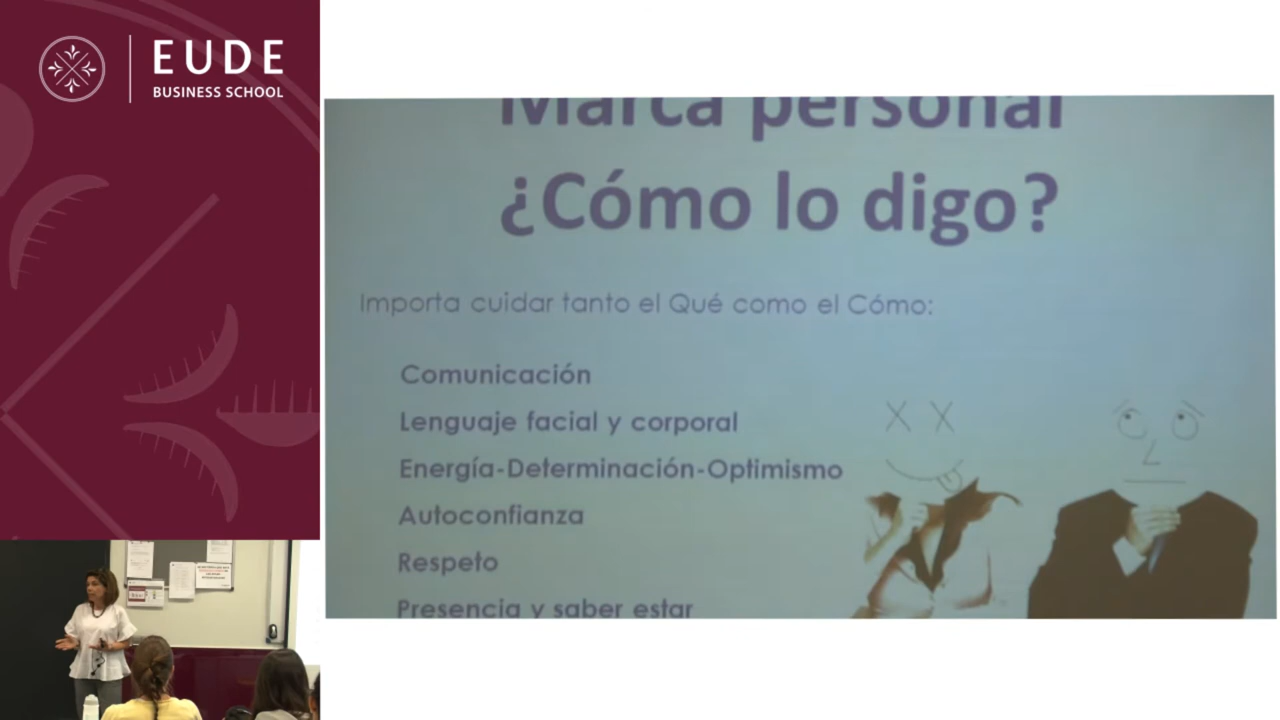 EUDE
BUSINESS SCHOOL
Marca personal
¿Cómo lo digo?
Importa cuidar tanto el Qué como el Cómo:
Comunicación
Lenguaje facial y corporal
Energía-Determinación-Optimismo
Autoconfianza
Respeto
Presencia y saber estar